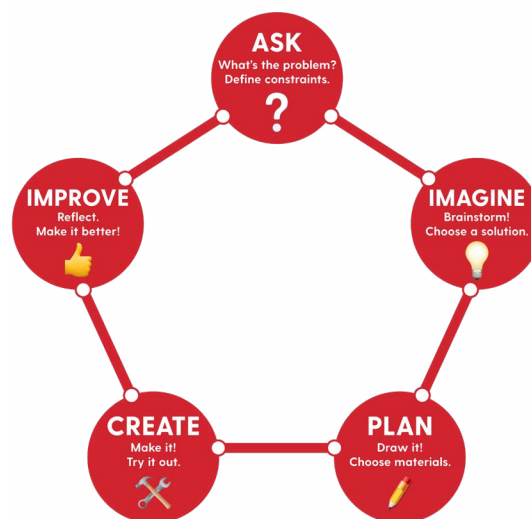 ASK
What's the problem?
Define constraints.
?
IMAGINE
Brainstorm!
Choose a solution.
PLAN
Draw it!
Choose materials.
CREATE
Make it!
Try it out.
IMPROVE
Reflect.
Make it better!